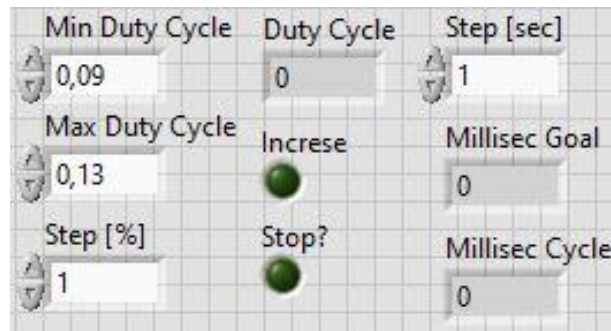 Min Duty Cycle
0,09
Duty Cycle
0
Step [sec]
1
Max Duty Cycle
0,13
Increse
Millisec Goal
0
Step [%]
1
Stop?
Millisec Cycle
0